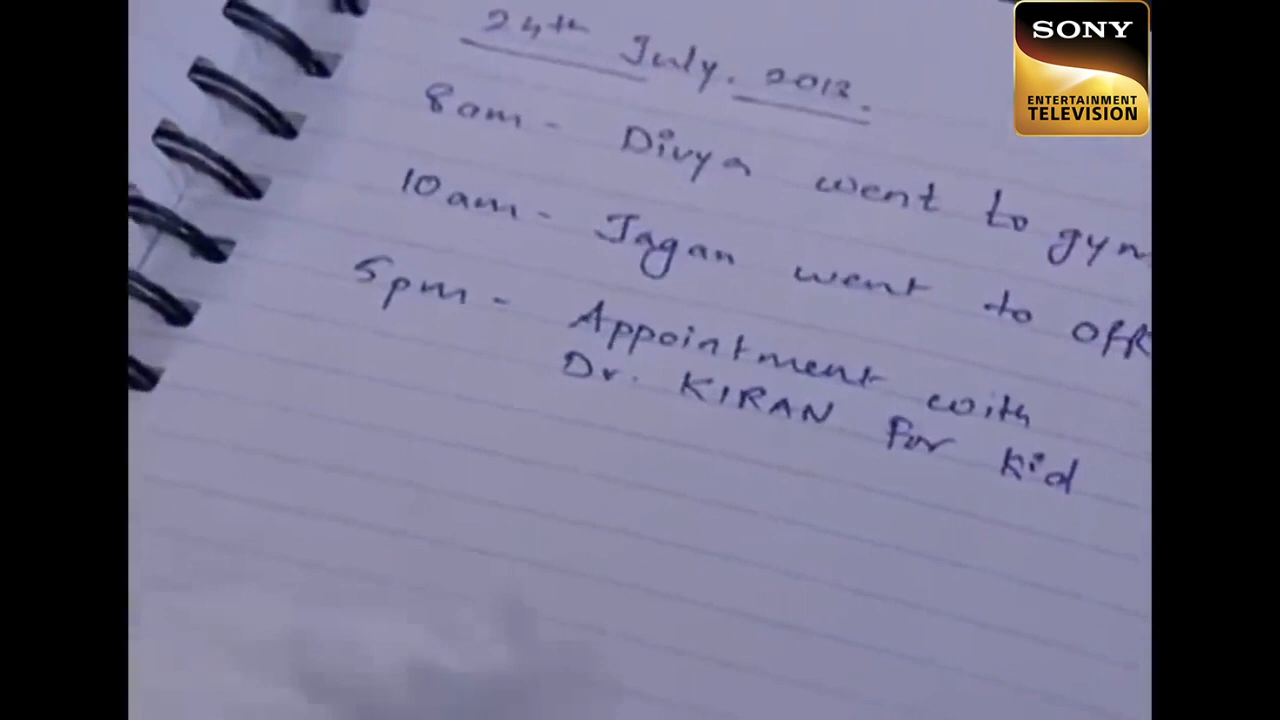 24th July. 2012.
8am - Divya went to gym
10am - Jagan went to off
5pm - Appointment with
Dr. KIRAN For Kid
SONY
ENTERTAINMENT
TELEVISION